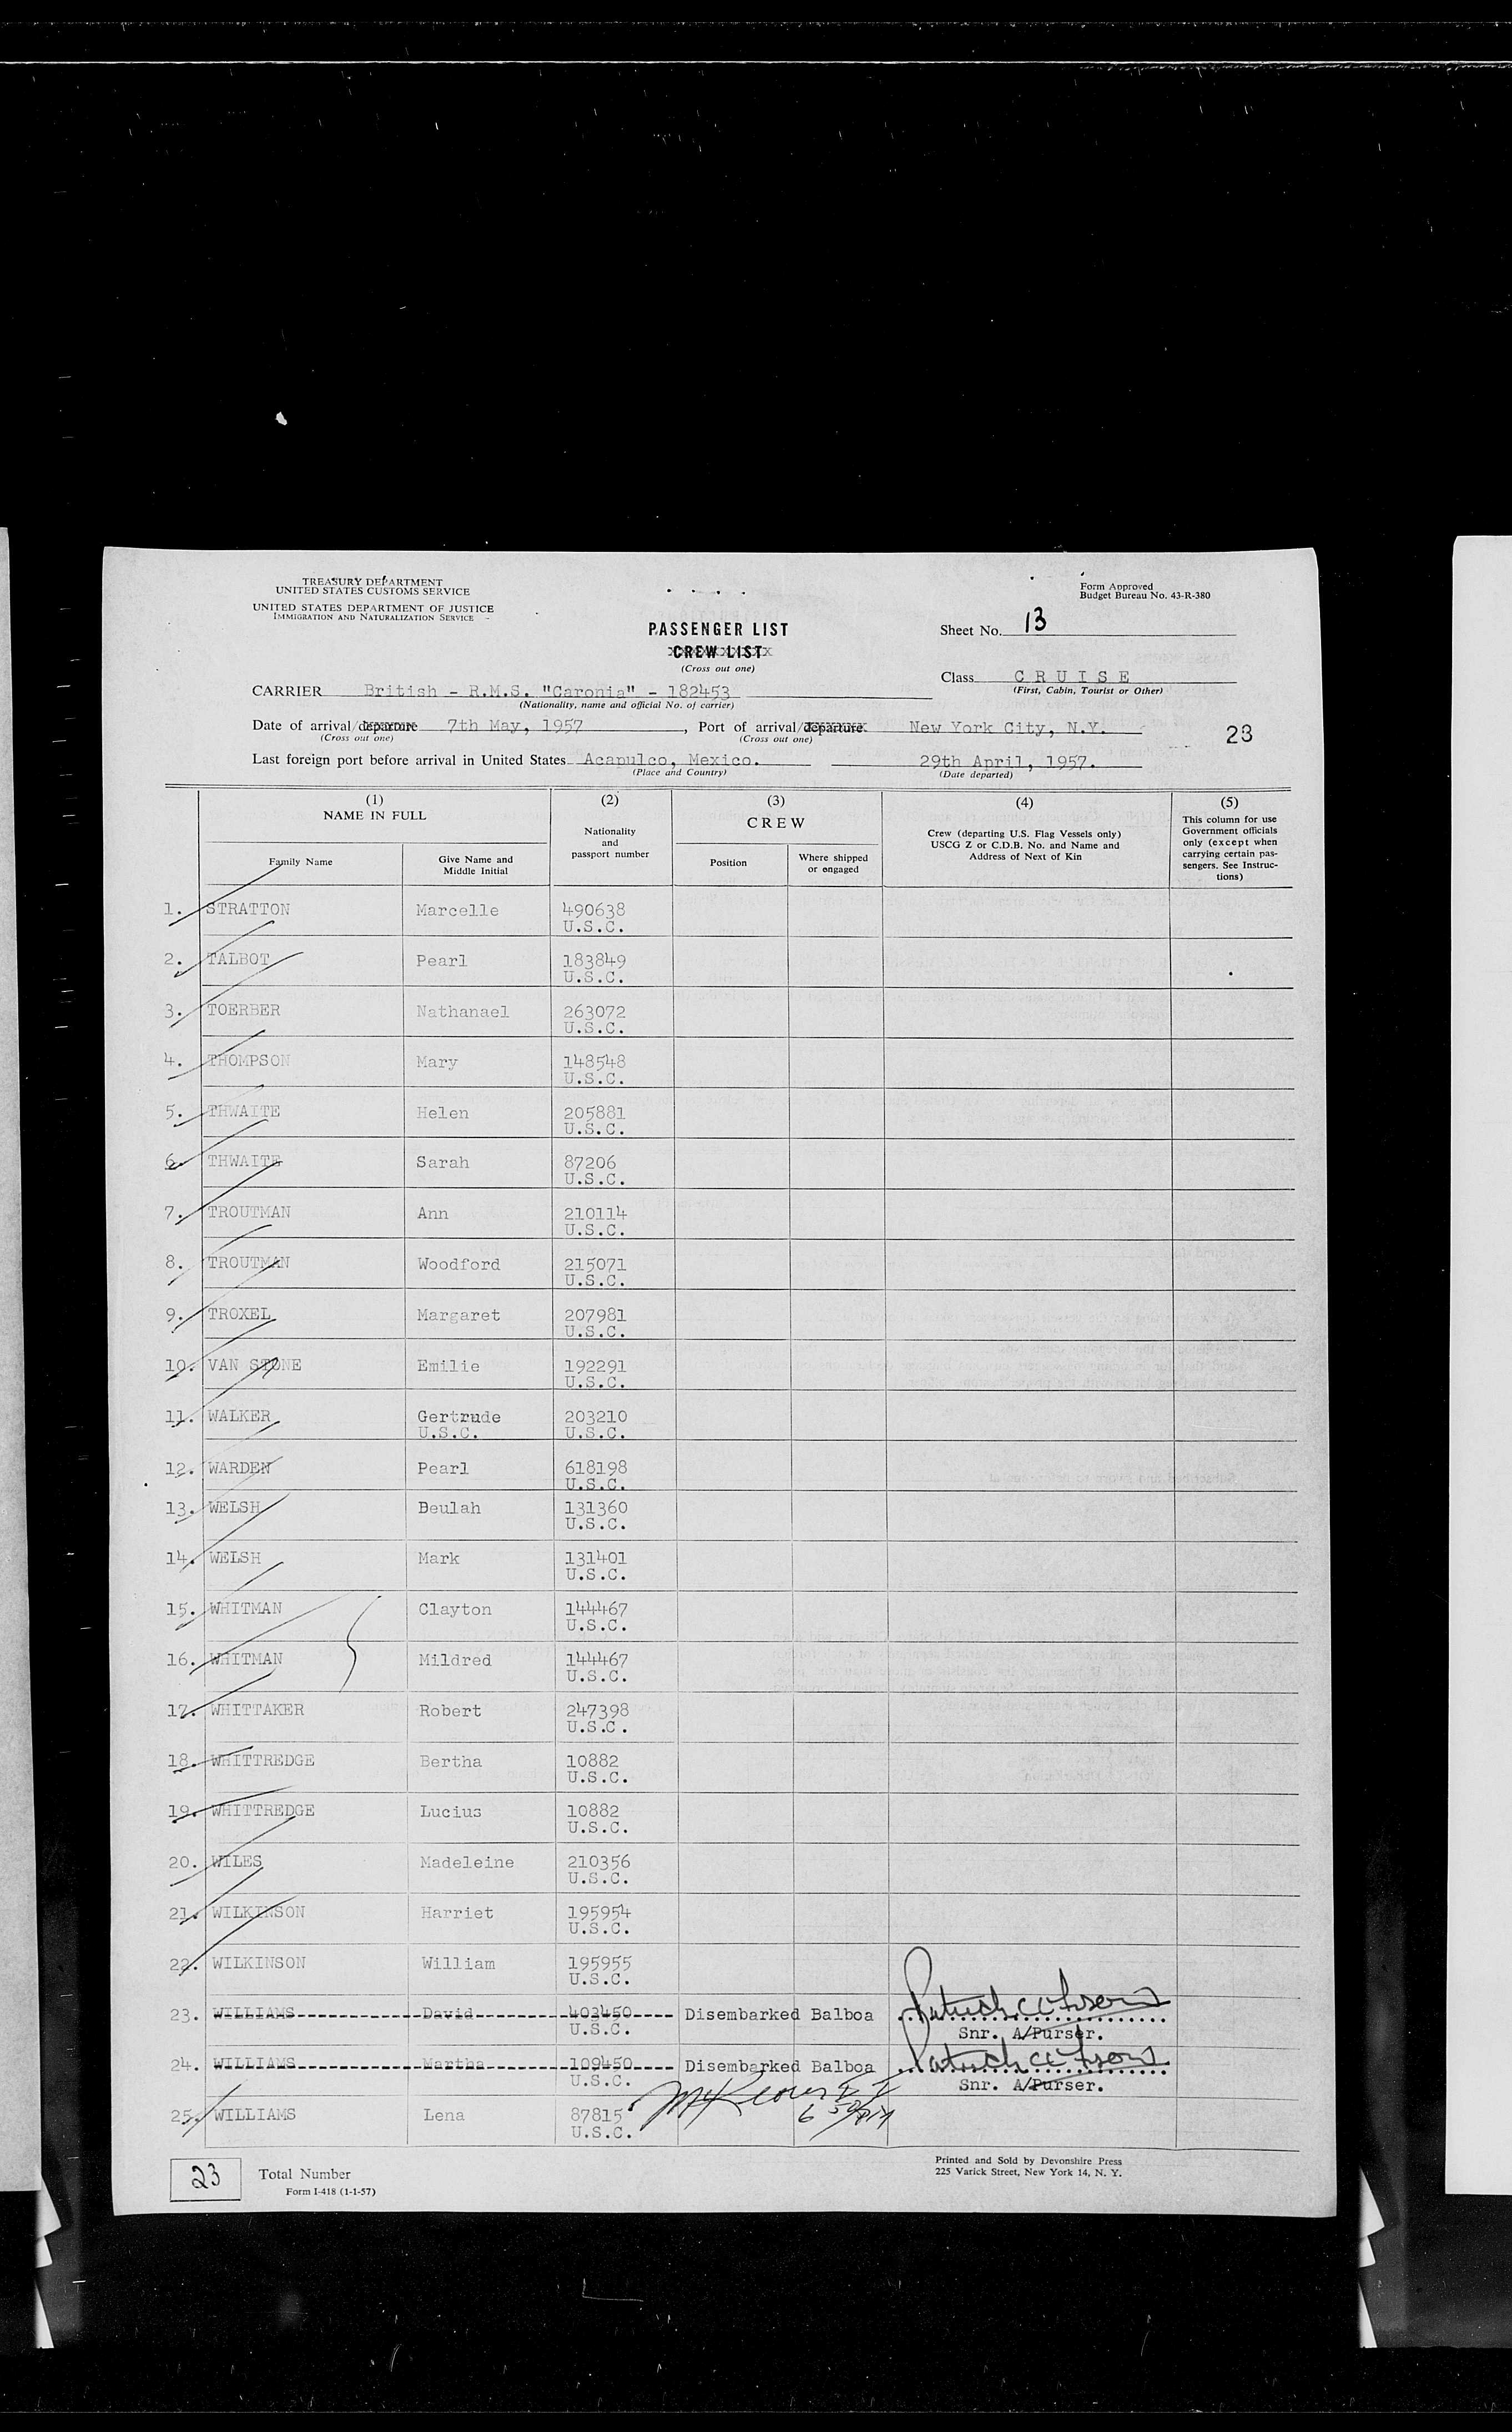 TREASURY DEPARTMENT
UNITED STATES CUSTOMS SERVICE
UNITED STATES DEPARTMENT OF JUSTICE
IMMIGRATION AND NATURALIZATION SERVICE
Form Approved
Budget Bureau No. 43-R-380
PASSENGER LIST
CREW LIST
(Cross out one)
Sheet No. 13
Class CRUISE
(First, Cabin, Tourist or Other)
CARRIER British - R.M.S. "Caronia" - 182453
(Nationality, name and official No. of carrier)
Date of arrival/departure 7th May, 1957, Port of arrival/departure New York City, N.Y.
(Cross out one) (Cross out one)
23
Last foreign port before arrival in United States Acapulco, Mexico. 29th April, 1957.
(Place and Country) (Date departed)
(1) (2) (3) (4) (5)
NAME IN FULL
Family Name
Give Name and
Middle Initial
Nationality
and
passport number
CREW
Position
Where shipped
or engaged
Crew (departing U.S. Flag Vessels only)
USCG Z or C.D.B. No. and Name and
Address of Next of Kin
This column for use
Government officials
only (except when
carrying certain pas-
sengers. See Instruc-
tions)
1. STRATTON Marcelle 490638
U.S.C.
2. TALBOT Pearl 183849
U.S.C.
3. TOERBER Nathanael 263072
U.S.C.
4. THOMPSON Mary 148548
U.S.C.
5. THWAITE Helen 205881
U.S.C.
6. THWAITE Sarah 87206
U.S.C.
7. TROUTMAN Ann 210114
U.S.C.
8. TROUTMAN Woodford 215071
U.S.C.
9. TROXEL Margaret 207981
U.S.C.
10. VAN STONE Emilie 192291
U.S.C.
11. WALKER Gertrude 203210
U.S.C. U.S.C.
12. WARDEN Pearl 618198
U.S.C.
13. WELSH Beulah 131360
U.S.C.
14. WELSH Mark 131401
U.S.C.
15. WHITMAN Clayton 144467
U.S.C.
16. WHITMAN Mildred 144467
U.S.C.
17. WHITTAKER Robert 247398
U.S.C.
18. WHITTREDGE Bertha 10882
U.S.C.
19. WHITTREDGE Lucius 10882
U.S.C.
20. WILES Madeleine 210356
U.S.C.
21. WILKINSON Harriet 195954
U.S.C.
22. WILKINSON William 195955
U.S.C.
23. WILLIAMS David 403450 Disembarked Balboa
U.S.C. Snr. A/Purser.
24. WILLIAMS Martha 109450 Disembarked Balboa
U.S.C. Snr. A/Purser.
25. WILLIAMS Lena 87815
U.S.C.
23
Total Number
Form I-418 (1-1-57)
Printed and Sold by Devonshire Press
225 Varick Street, New York 14, N. Y.